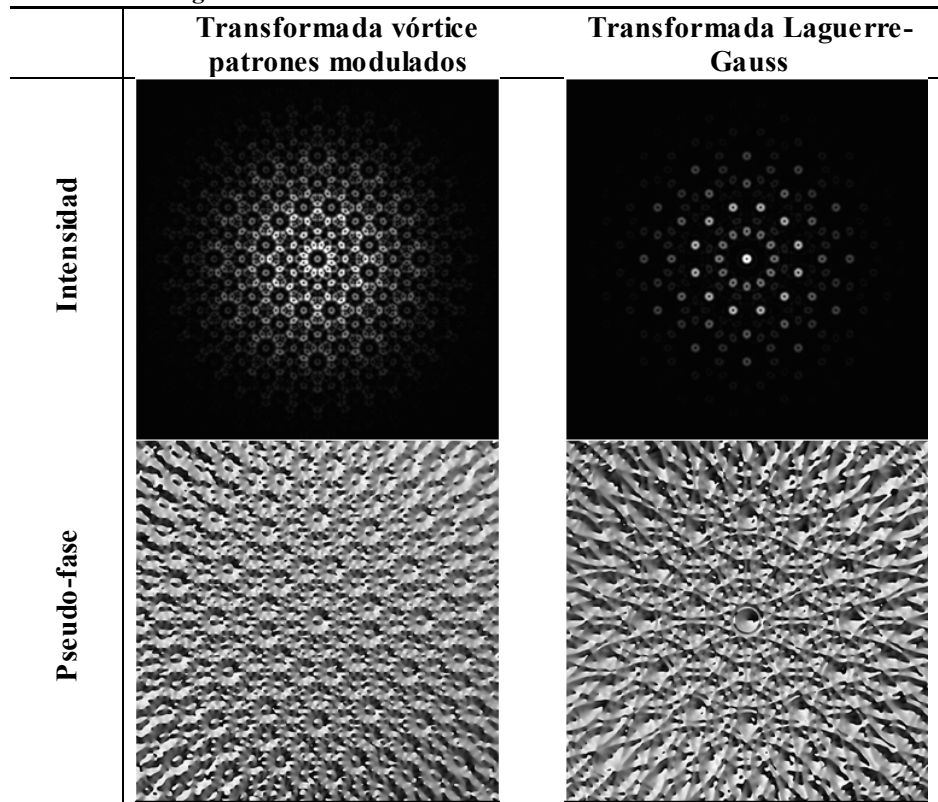 Transformada vórtice
patrones modulados
Transformada Laguerre-
Gauss
Intensidad
Pseudo-fase